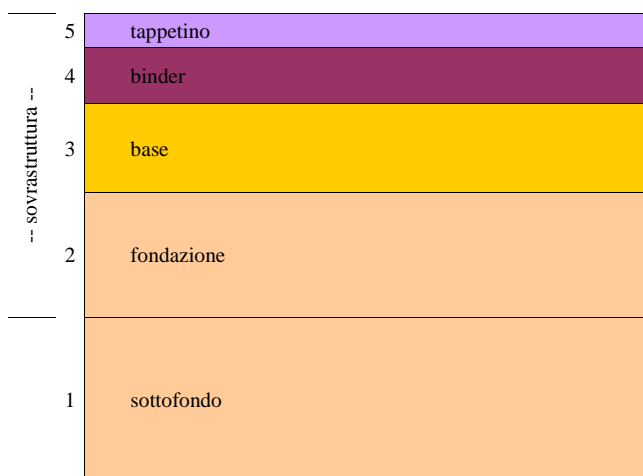 5 tappetino
4 binder
-- sovrastruttura --
3 base
2 fondazione
1 sottofondo